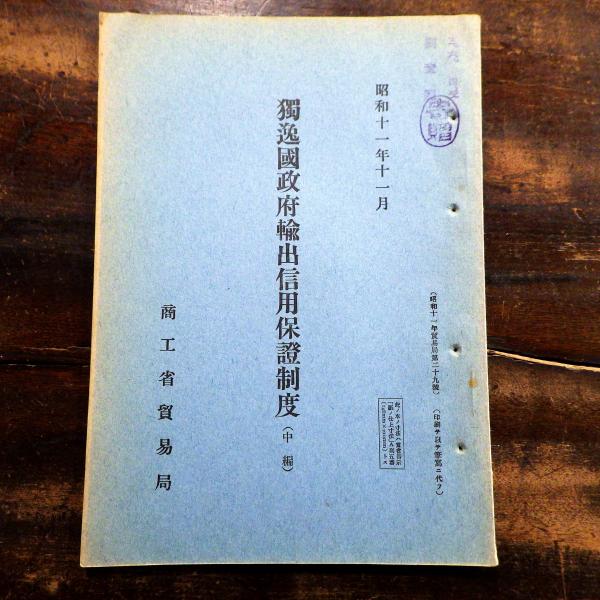 寄贈
(昭和十一年貿易局第二十九號) (印刷ヲ以テ謄寫ニ代フ)
昭和十一年十一月
獨逸國政府輸出信用保證制度(中編)
商工省貿易局